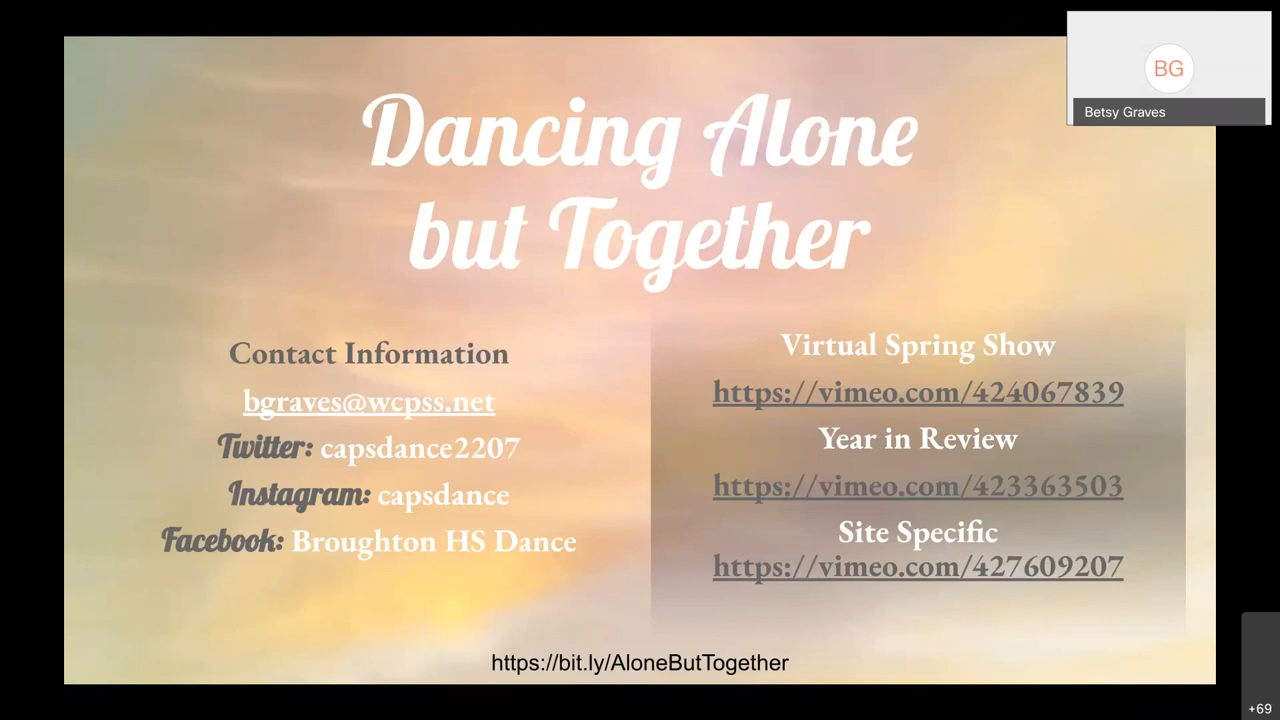 Dancing Alone
but Together
Contact Information
bgraves@wcpss.net
Twitter: capsdance2207
Instagram: capsdance
Facebook: Broughton HS Dance
Virtual Spring Show
https://vimeo.com/424067839
Year in Review
https://vimeo.com/423363503
Site Specific
https://vimeo.com/427609207
https://bit.ly/AloneButTogether
BG
Betsy Graves
+69